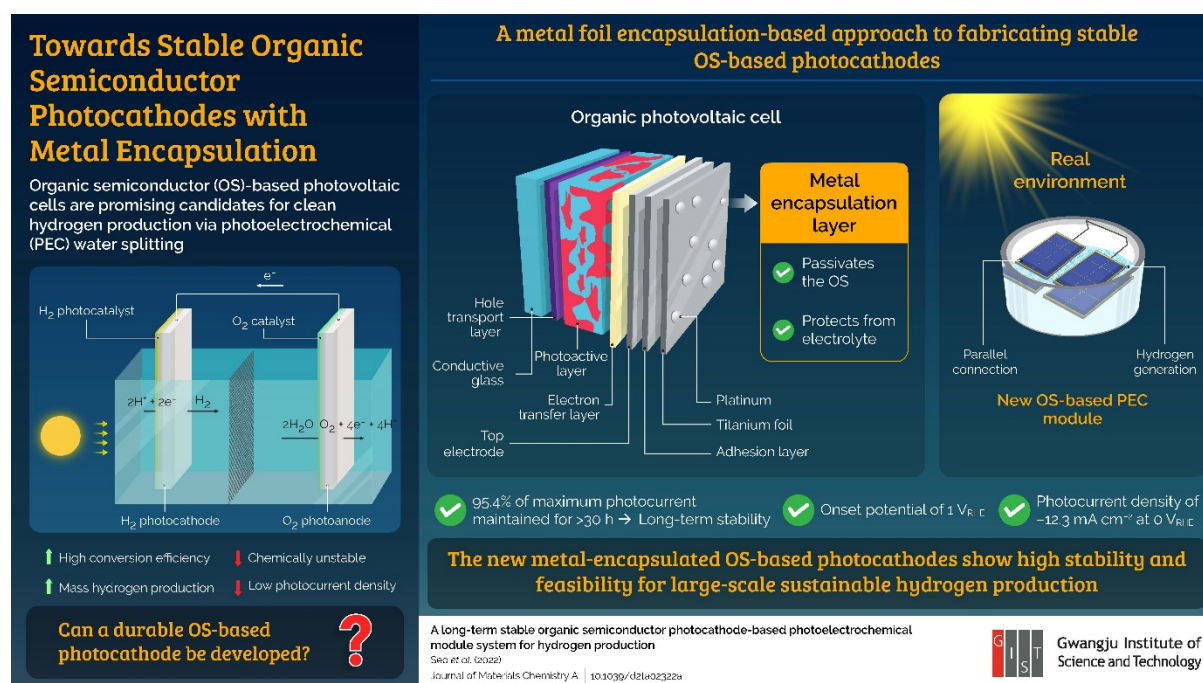 Towards Stable Organic
Semiconductor
Photocathodes with
Metal Encapsulation
Organic semiconductor (OS)-based photovoltaic
cells are promising candidates for clean
hydrogen production via photoelectrochemical
(PEC) water splitting
e⁻
H₂ photocatalyst
O₂ catalyst
2H⁺ + 2e⁻
H₂
2H₂O
O₂ + 4e⁻ + 4H⁺
H₂ photocathode
O₂ photoanode
High conversion efficiency
Chemically unstable
Mass hydrogen production
Low photocurrent density
Can a durable OS-based
photocathode be developed?
?
A metal foil encapsulation-based approach to fabricating stable
OS-based photocathodes
Organic photovoltaic cell
Hole
transport
layer
Conductive
glass
Photoactive
layer
Electron
transfer layer
Top
electrode
Platinum
Titanium foil
Adhesion layer
Metal
encapsulation
layer
Passivates
the OS
Protects from
electrolyte
Real
environment
Parallel
connection
Hydrogen
generation
New OS-based PEC
module
95.4% of maximum photocurrent
maintained for >30 h → Long-term stability
Onset potential of 1 V_RHE
Photocurrent density of
−12.3 mA cm⁻² at 0 V_RHE
The new metal-encapsulated OS-based photocathodes show high stability and
feasibility for large-scale sustainable hydrogen production
A long-term stable organic semiconductor photocathode-based photoelectrochemical
module system for hydrogen production
Seo et al. (2022)
Journal of Materials Chemistry A | 10.1039/d2ta02322a
GIST
Gwangju Institute of
Science and Technology